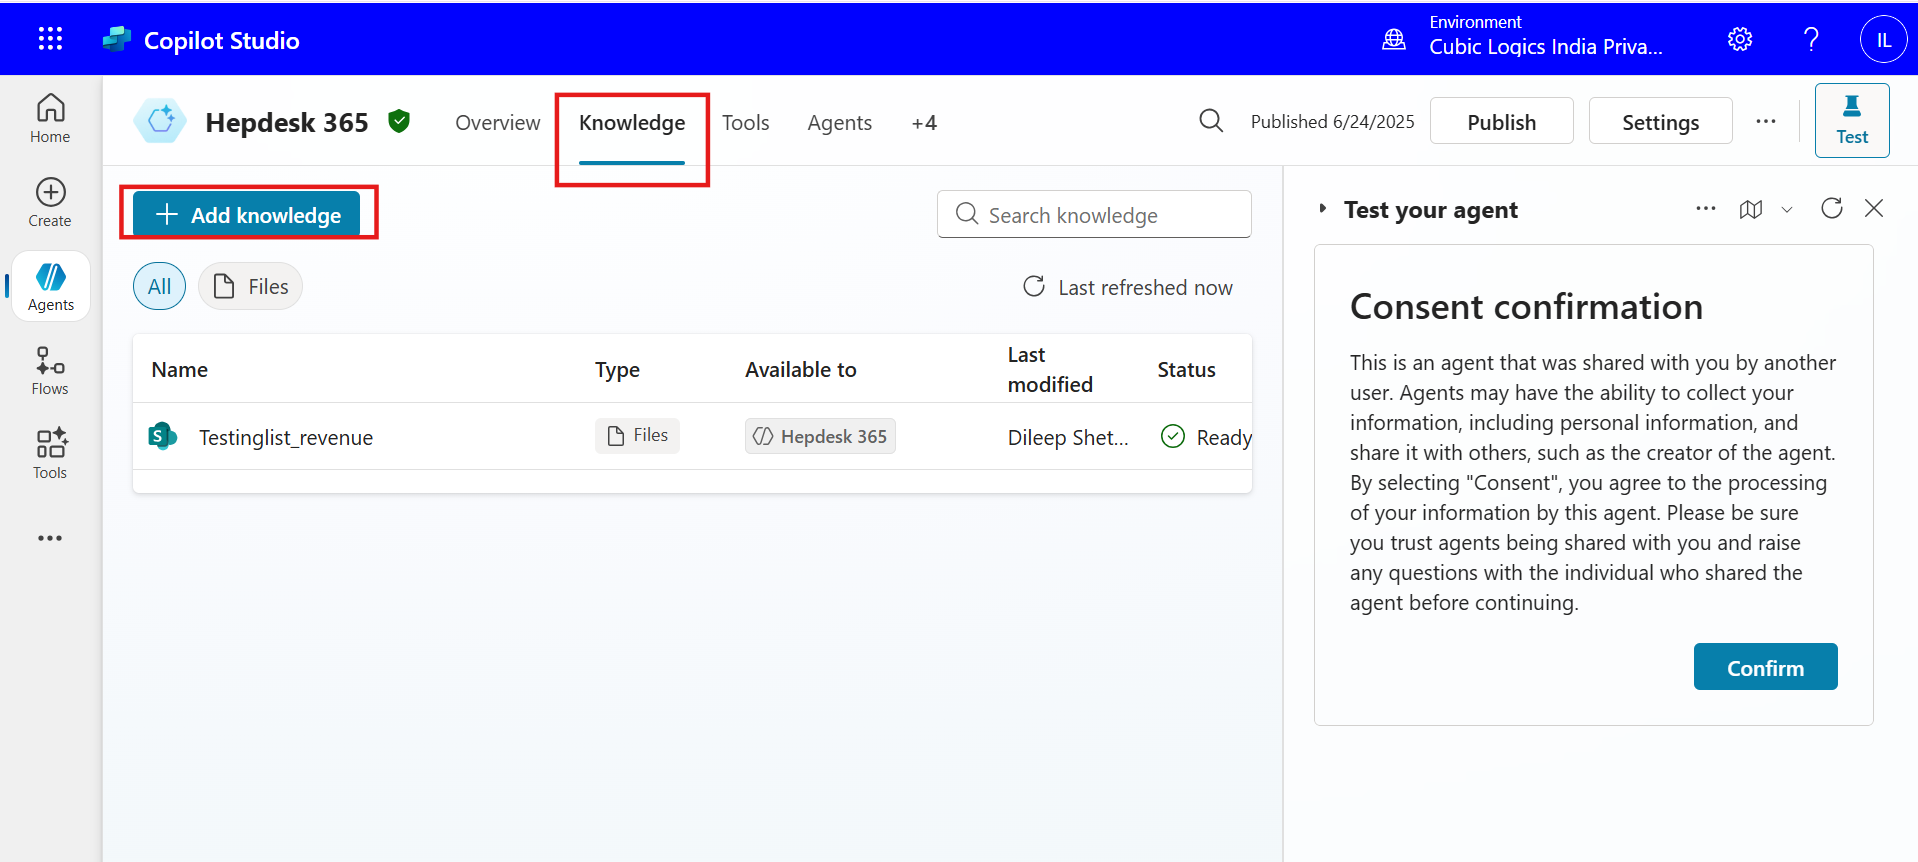 Copilot Studio
Environment
Cubic Logics India Priva...
IL
Home
Create
Agents
Flows
Tools
Hepdesk 365
Overview
Knowledge
Tools
Agents
+4
Published 6/24/2025
Publish
Settings
Test
Add knowledge
Search knowledge
All
Files
Last refreshed now
Name
Type
Available to
Last
modified
Status
Testinglist_revenue
Files
Hepdesk 365
Dileep Shet...
Ready
Test your agent
Consent confirmation
This is an agent that was shared with you by another
user. Agents may have the ability to collect your
information, including personal information, and
share it with others, such as the creator of the agent.
By selecting "Consent", you agree to the processing
of your information by this agent. Please be sure
you trust agents being shared with you and raise
any questions with the individual who shared the
agent before continuing.
Confirm